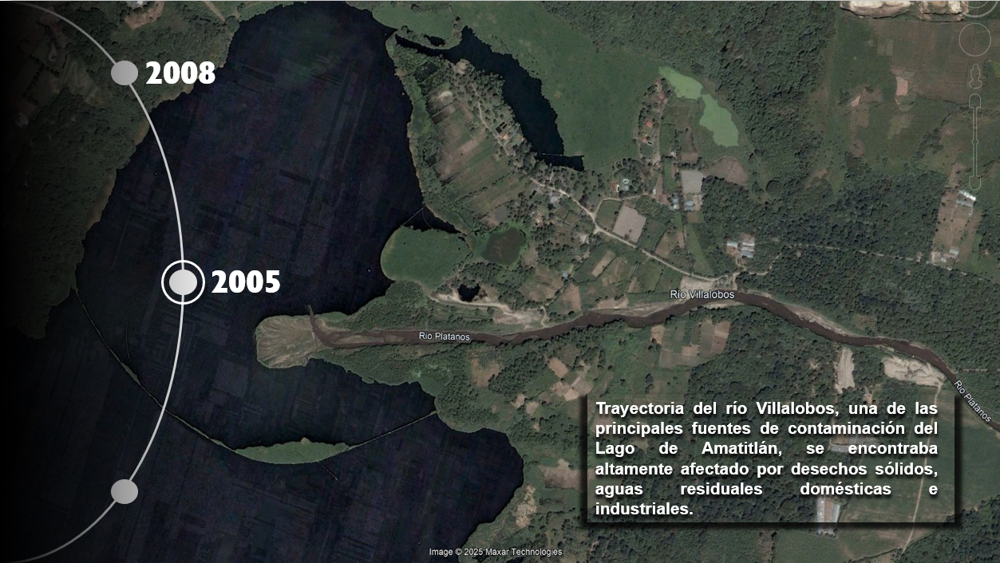 2008
2005
Río Villalobos
Rio Platanos
Rio Platanos
Trayectoria del río Villalobos, una de las
principales fuentes de contaminación del
Lago de Amatitlán, se encontraba
altamente afectado por desechos sólidos,
aguas residuales domésticas e
industriales.
Image © 2025 Maxar Technologies